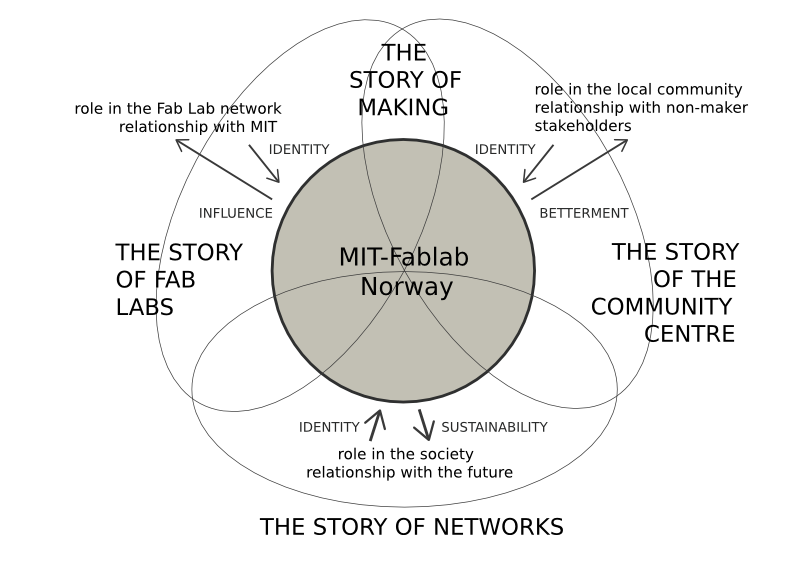 THE
STORY OF
MAKING
role in the Fab Lab network
relationship with MIT
role in the local community
relationship with non-maker
stakeholders
IDENTITY
IDENTITY
INFLUENCE
BETTERMENT
THE STORY
OF FAB
LABS
MIT-Fablab
Norway
THE STORY
OF THE
COMMUNITY
CENTRE
IDENTITY
SUSTAINABILITY
role in the society
relationship with the future
THE STORY OF NETWORKS